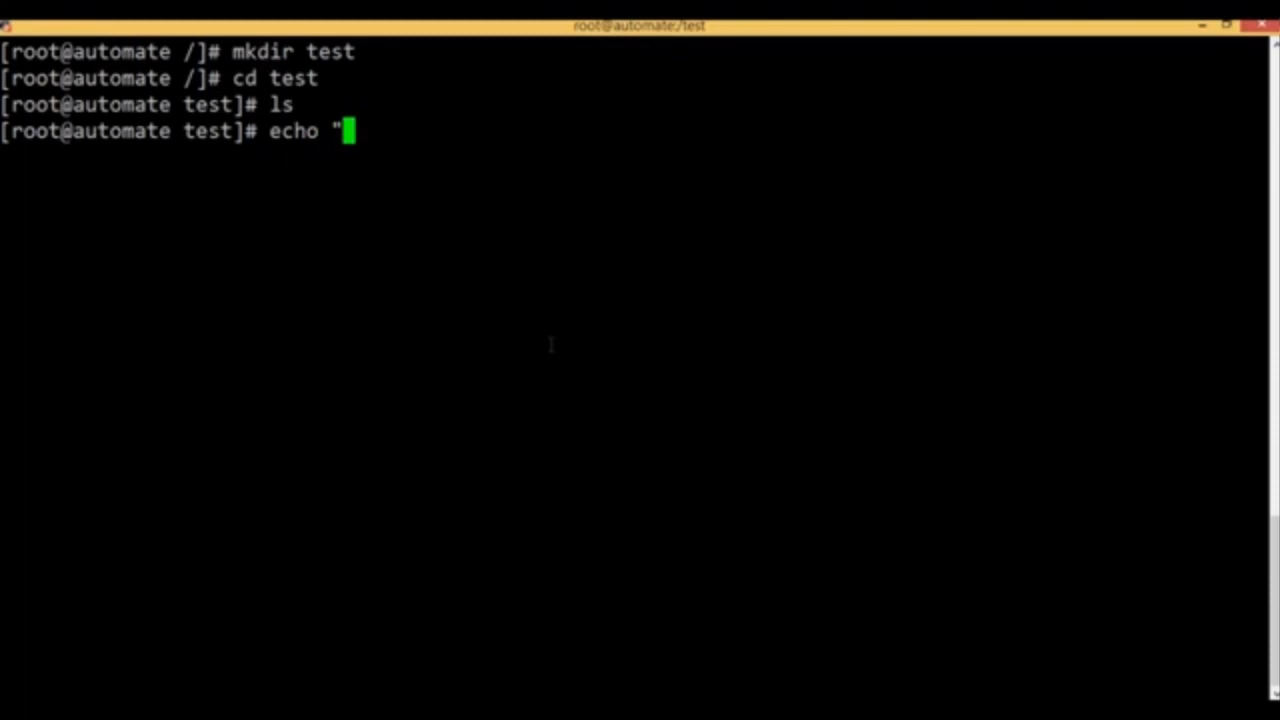 root@automate:/test
[root@automate /]# mkdir test
[root@automate /]# cd test
[root@automate test]# ls
[root@automate test]# echo "